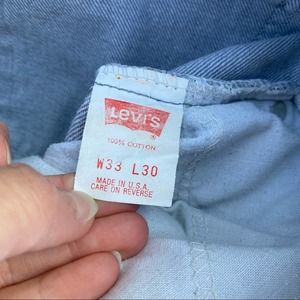 Levi's
100% COTTON
W33 L30
MADE IN U.S.A.
CARE ON REVERSE